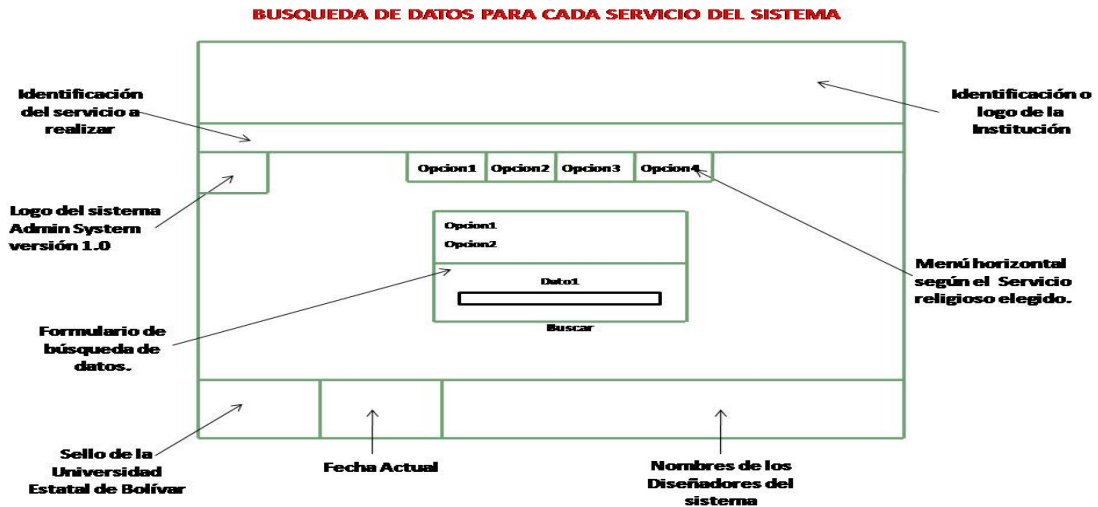 BUSQUEDA DE DATOS PARA CADA SERVICIO DEL SISTEMA
Identificación
del servicio a
realizar
Identificación o
logo de la
Institución
Opcion1 Opcion2 Opcion3 Opcion4
Logo del sistema
Admin System
versión 1.0
Opcion1
Opcion2
Dato1
Buscar
Menú horizontal
según el Servicio
religioso elegido.
Formulario de
búsqueda de
datos.
Sello de la
Universidad
Estatal de Bolívar
Fecha Actual
Nombres de los
Diseñadores del
sistema